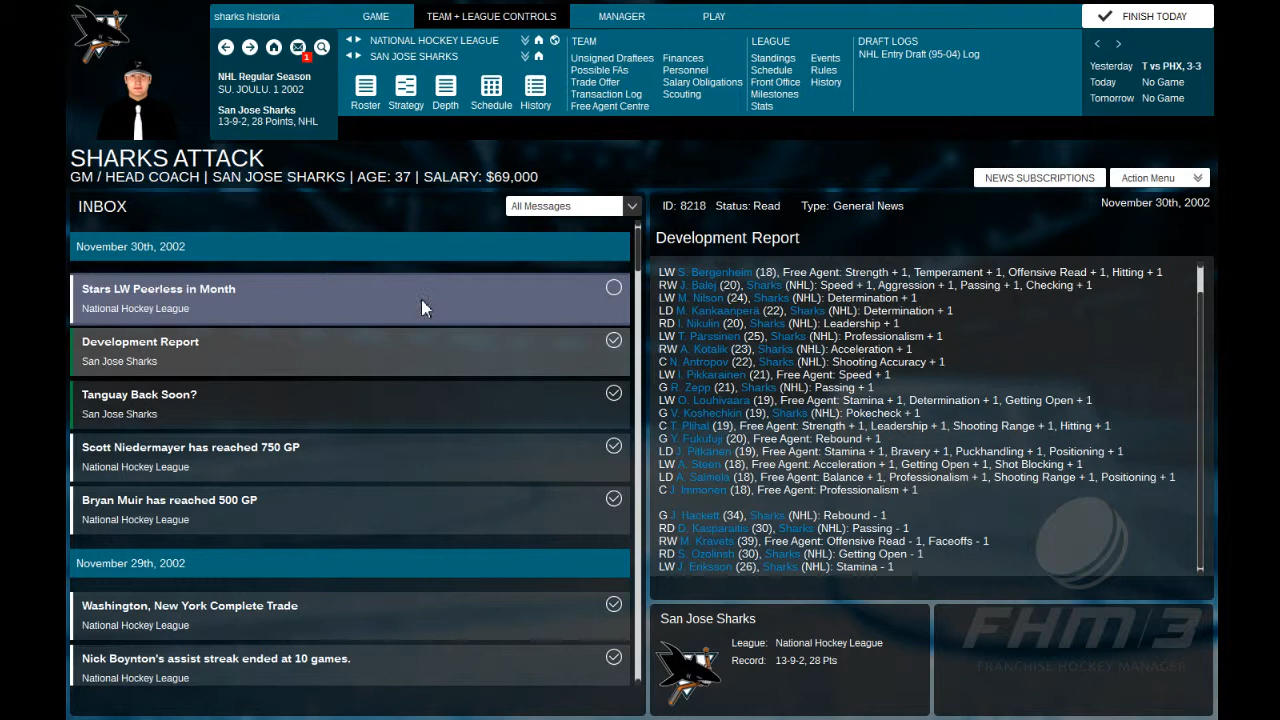 sharks historia
GAME
TEAM + LEAGUE CONTROLS
MANAGER
PLAY
FINISH TODAY
1
NHL Regular Season
SU. JOULU. 1 2002
San Jose Sharks
13-9-2, 28 Points, NHL
NATIONAL HOCKEY LEAGUE
SAN JOSE SHARKS
Roster
Strategy
Depth
Schedule
History
TEAM
Unsigned Draftees
Finances
Possible FAs
Personnel
Trade Offer
Salary Obligations
Transaction Log
Scouting
Free Agent Centre
LEAGUE
Standings
Events
Schedule
Rules
Front Office
History
Milestones
Stats
DRAFT LOGS
NHL Entry Draft (95-04) Log
Yesterday T vs PHX, 3-3
Today No Game
Tomorrow No Game
SHARKS ATTACK
GM / HEAD COACH | SAN JOSE SHARKS | AGE: 37 | SALARY: $69,000
NEWS SUBSCRIPTIONS
Action Menu
INBOX
All Messages
November 30th, 2002
Stars LW Peerless in Month
National Hockey League
Development Report
San Jose Sharks
Tanguay Back Soon?
San Jose Sharks
Scott Niedermayer has reached 750 GP
National Hockey League
Bryan Muir has reached 500 GP
National Hockey League
November 29th, 2002
Washington, New York Complete Trade
National Hockey League
Nick Boynton's assist streak ended at 10 games.
National Hockey League
ID: 8218 Status: Read Type: General News
November 30th, 2002
Development Report
LW S. Bergenheim (18), Free Agent: Strength + 1, Temperament + 1, Offensive Read + 1, Hitting + 1
RW J. Balej (20), Sharks (NHL): Speed + 1, Aggression + 1, Passing + 1, Checking + 1
LW M. Nilson (24), Sharks (NHL): Determination + 1
LD M. Kankaanperä (22), Sharks (NHL): Determination + 1
RD I. Nikulin (20), Sharks (NHL): Leadership + 1
LW T. Pärssinen (25), Sharks (NHL): Professionalism + 1
RW A. Kotalik (23), Sharks (NHL): Acceleration + 1
C N. Antropov (22), Sharks (NHL): Shooting Accuracy + 1
LW I. Pikkarainen (21), Free Agent: Speed + 1
G R. Zepp (21), Sharks (NHL): Passing + 1
LW O. Louhivaara (19), Free Agent: Stamina + 1, Determination + 1, Getting Open + 1
G V. Koshechkin (19), Sharks (NHL): Pokecheck + 1
C T. Plihal (19), Free Agent: Strength + 1, Leadership + 1, Shooting Range + 1, Hitting + 1
G Y. Fukufuji (20), Free Agent: Rebound + 1
LD J. Pitkänen (19), Free Agent: Stamina + 1, Bravery + 1, Puckhandling + 1, Positioning + 1
LW A. Steen (18), Free Agent: Acceleration + 1, Getting Open + 1, Shot Blocking + 1
LD A. Salmela (18), Free Agent: Balance + 1, Professionalism + 1, Shooting Range + 1, Positioning + 1
C J. Immonen (18), Free Agent: Professionalism + 1
G J. Hackett (34), Sharks (NHL): Rebound - 1
RD D. Kasparaitis (30), Sharks (NHL): Passing - 1
RW M. Kravets (39), Free Agent: Offensive Read - 1, Faceoffs - 1
RD S. Ozolinsh (30), Sharks (NHL): Getting Open - 1
LW J. Eriksson (26), Sharks (NHL): Stamina - 1
San Jose Sharks
League: National Hockey League
Record: 13-9-2, 28 Pts
FHM/3
FRANCHISE HOCKEY MANAGER